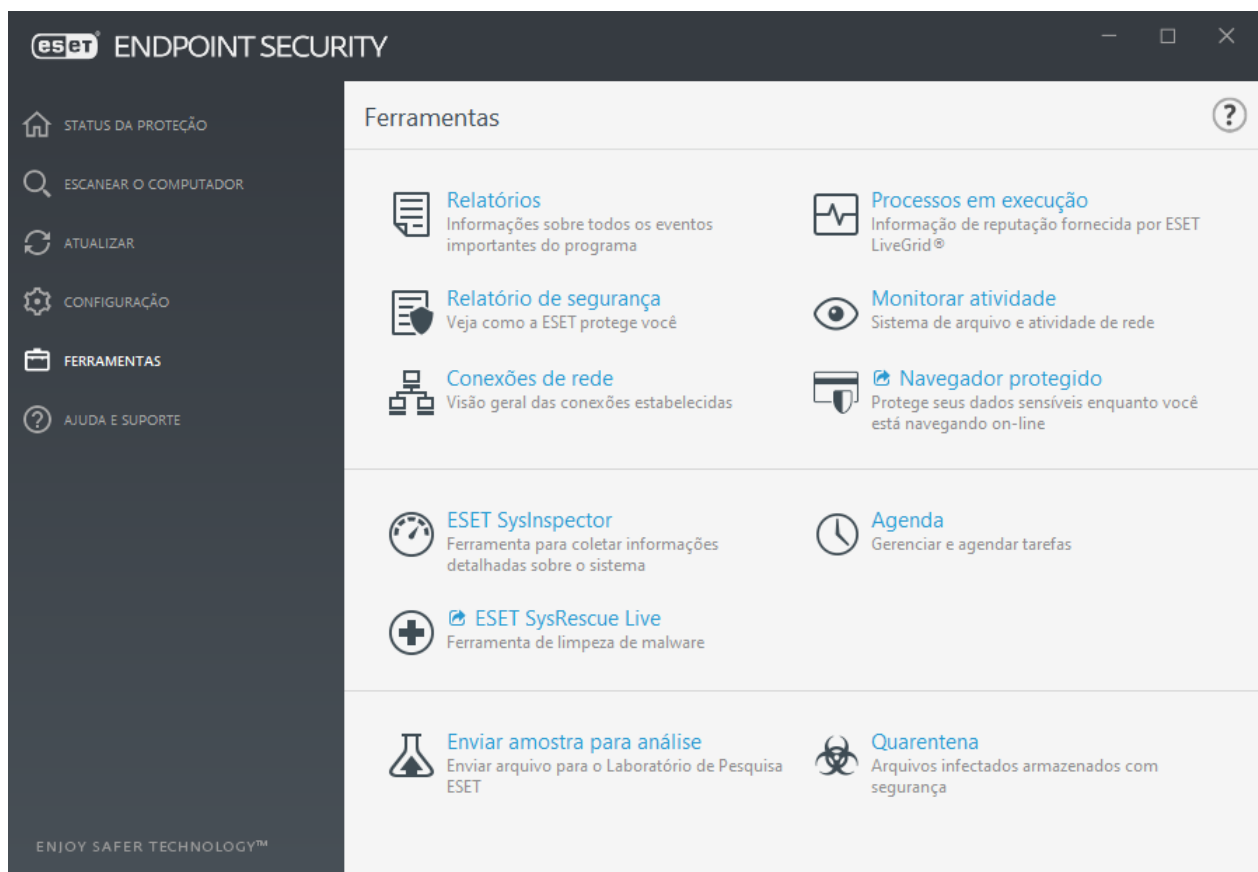 eset ENDPOINT SECURITY
STATUS DA PROTEÇÃO
ESCANEAR O COMPUTADOR
ATUALIZAR
CONFIGURAÇÃO
FERRAMENTAS
AJUDA E SUPORTE
ENJOY SAFER TECHNOLOGY™
Ferramentas
?
Relatórios
Informações sobre todos os eventos
importantes do programa
Processos em execução
Informação de reputação fornecida por ESET
LiveGrid®
Relatório de segurança
Veja como a ESET protege você
Monitorar atividade
Sistema de arquivo e atividade de rede
Conexões de rede
Visão geral das conexões estabelecidas
Navegador protegido
Protege seus dados sensíveis enquanto você
está navegando on-line
ESET SysInspector
Ferramenta para coletar informações
detalhadas sobre o sistema
Agenda
Gerenciar e agendar tarefas
ESET SysRescue Live
Ferramenta de limpeza de malware
Enviar amostra para análise
Enviar arquivo para o Laboratório de Pesquisa
ESET
Quarentena
Arquivos infectados armazenados com
segurança